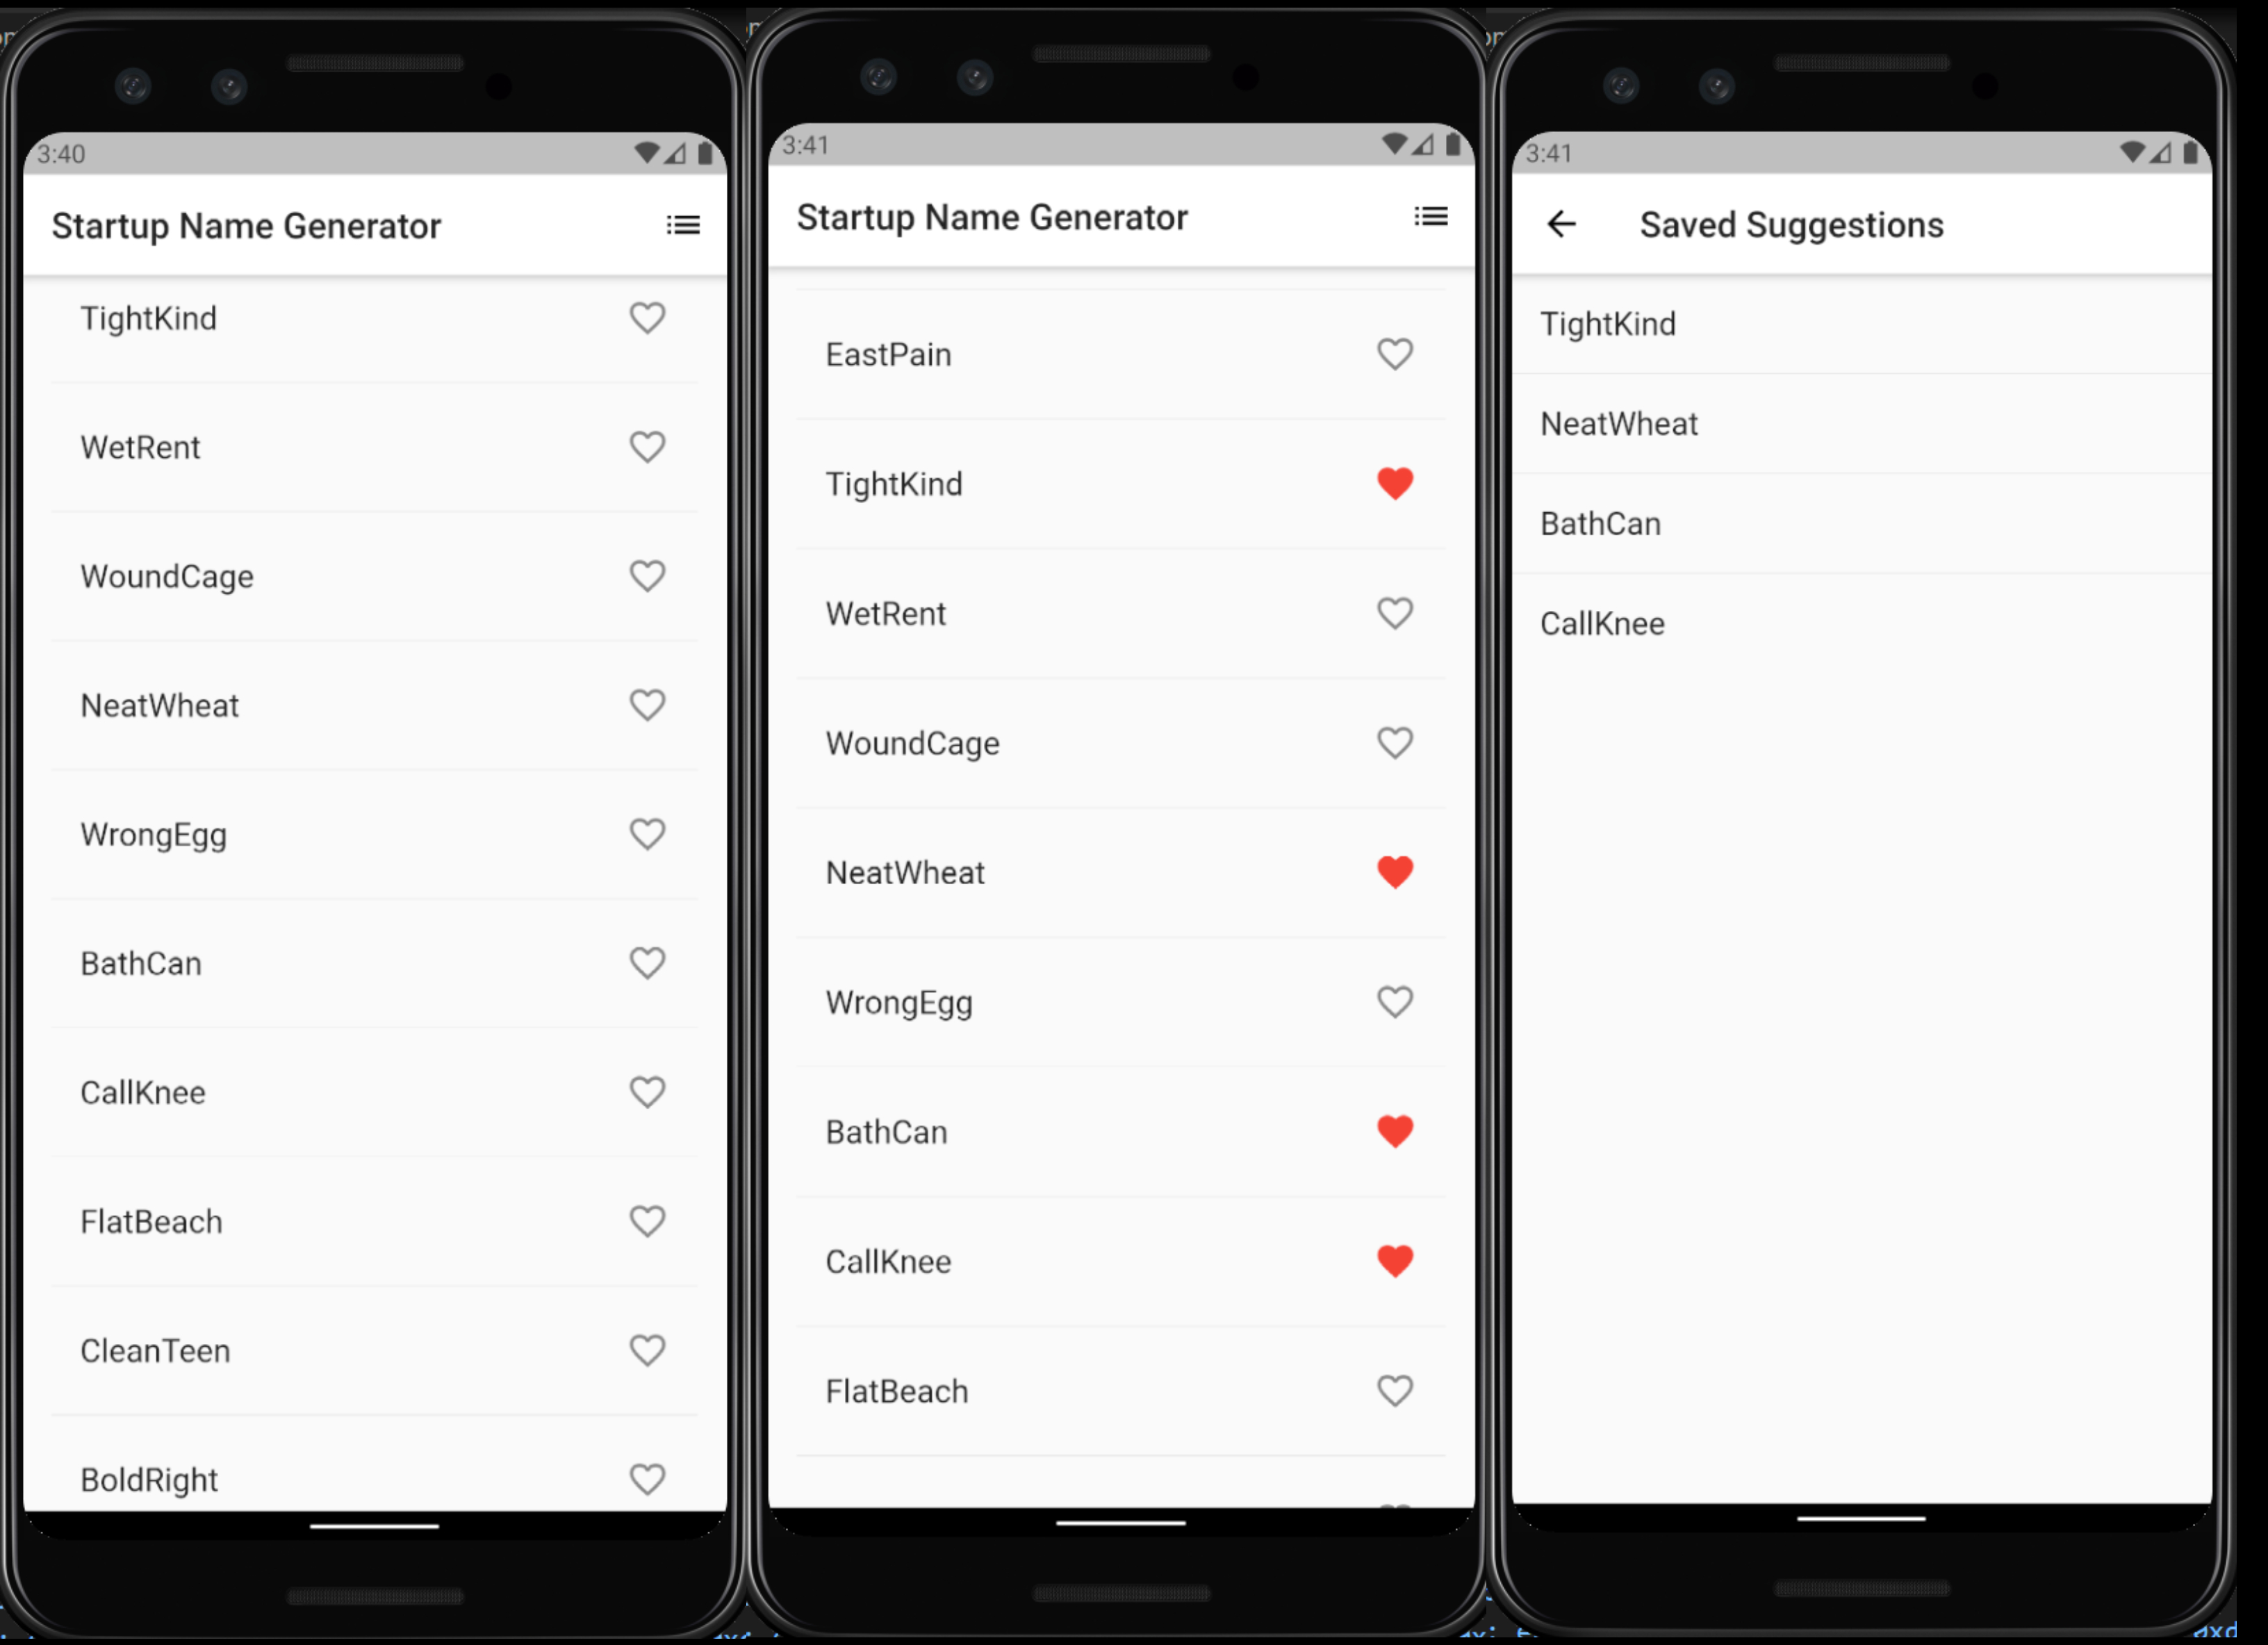 3:40
Startup Name Generator
TightKind
WetRent
WoundCage
NeatWheat
WrongEgg
BathCan
CallKnee
FlatBeach
CleanTeen
BoldRight
3:41
Startup Name Generator
EastPain
TightKind
WetRent
WoundCage
NeatWheat
WrongEgg
BathCan
CallKnee
FlatBeach
3:41
Saved Suggestions
TightKind
NeatWheat
BathCan
CallKnee